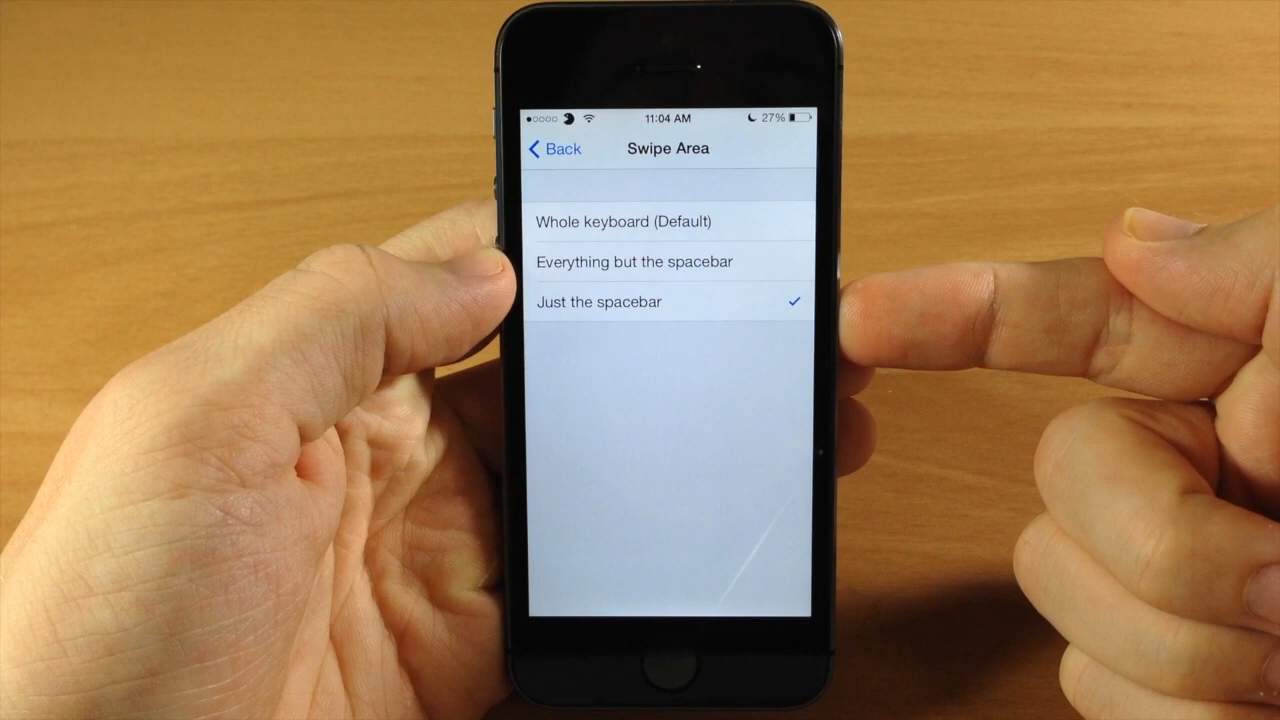 11:04 AM 27%
Back Swipe Area
Whole keyboard (Default)
Everything but the spacebar
Just the spacebar